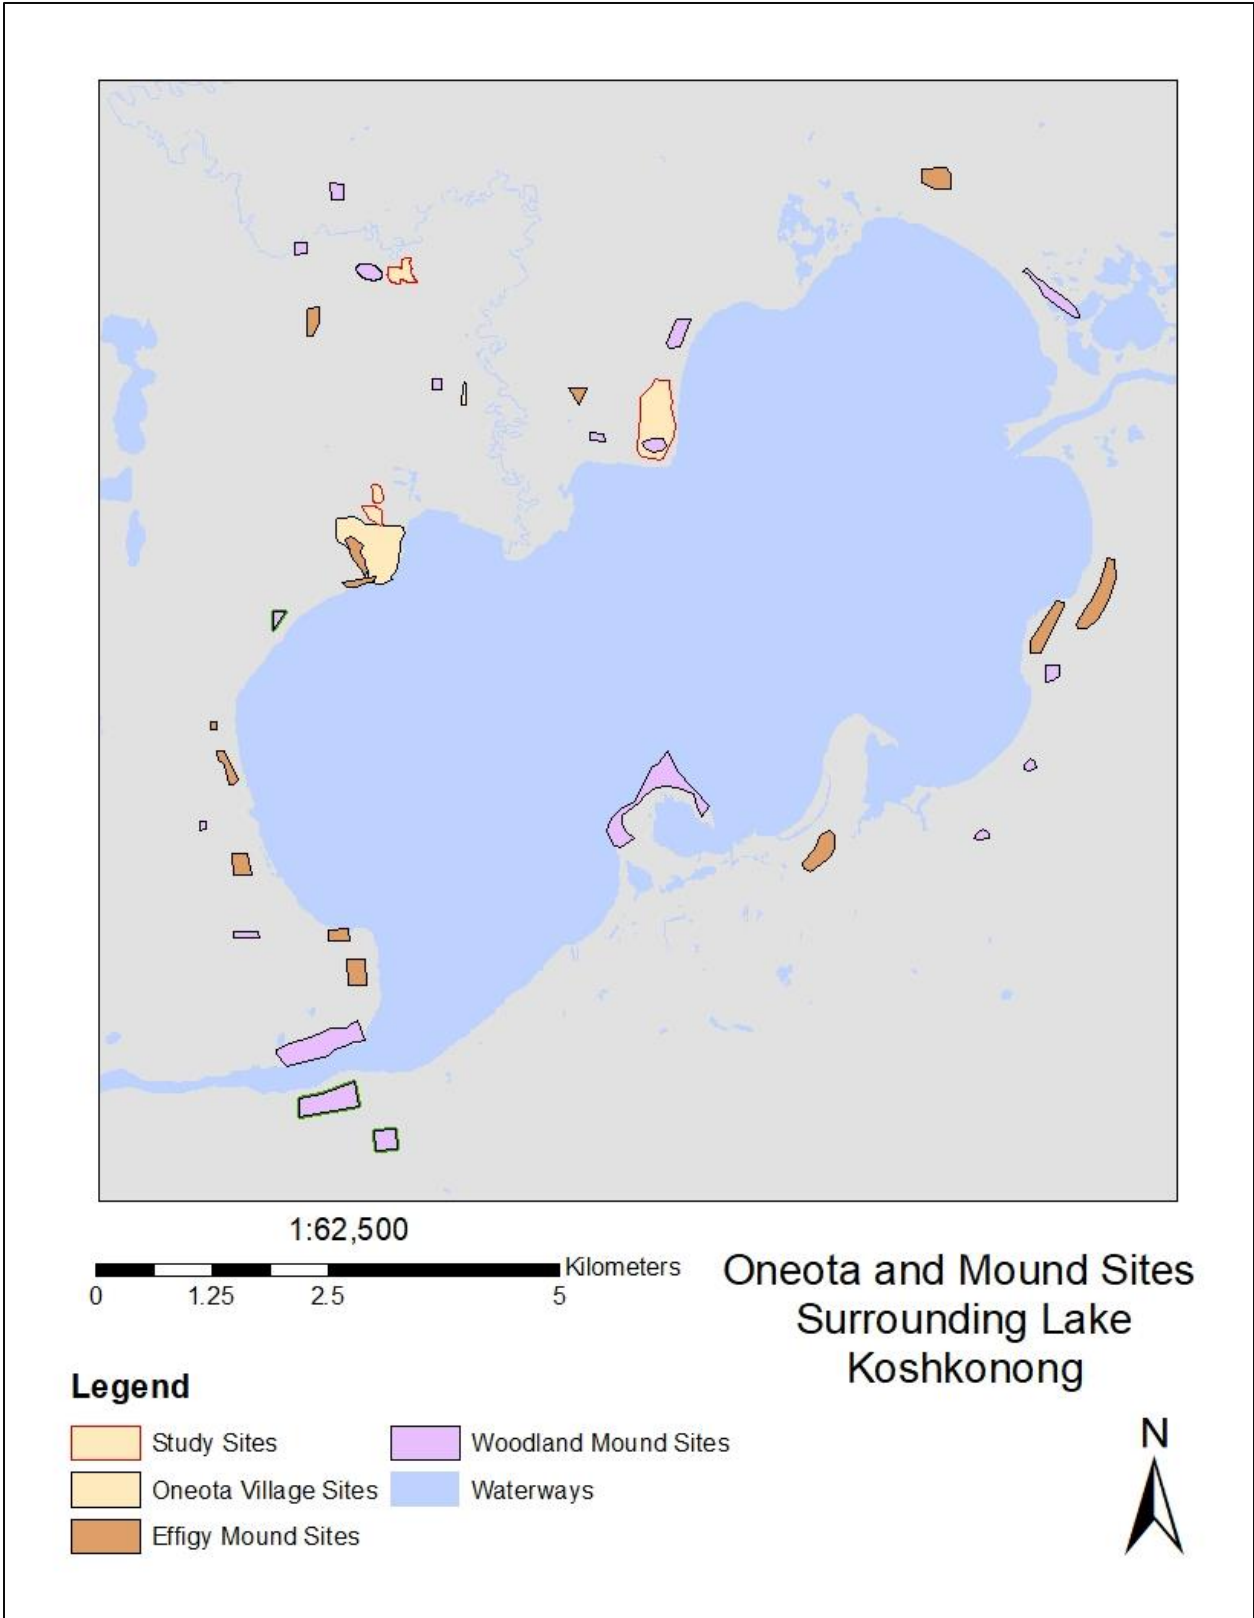 1:62,500
Kilometers
0 1.25 2.5 5
Oneota and Mound Sites
Surrounding Lake
Koshkonong
Legend
Study Sites
Oneota Village Sites
Effigy Mound Sites
Woodland Mound Sites
Waterways
N